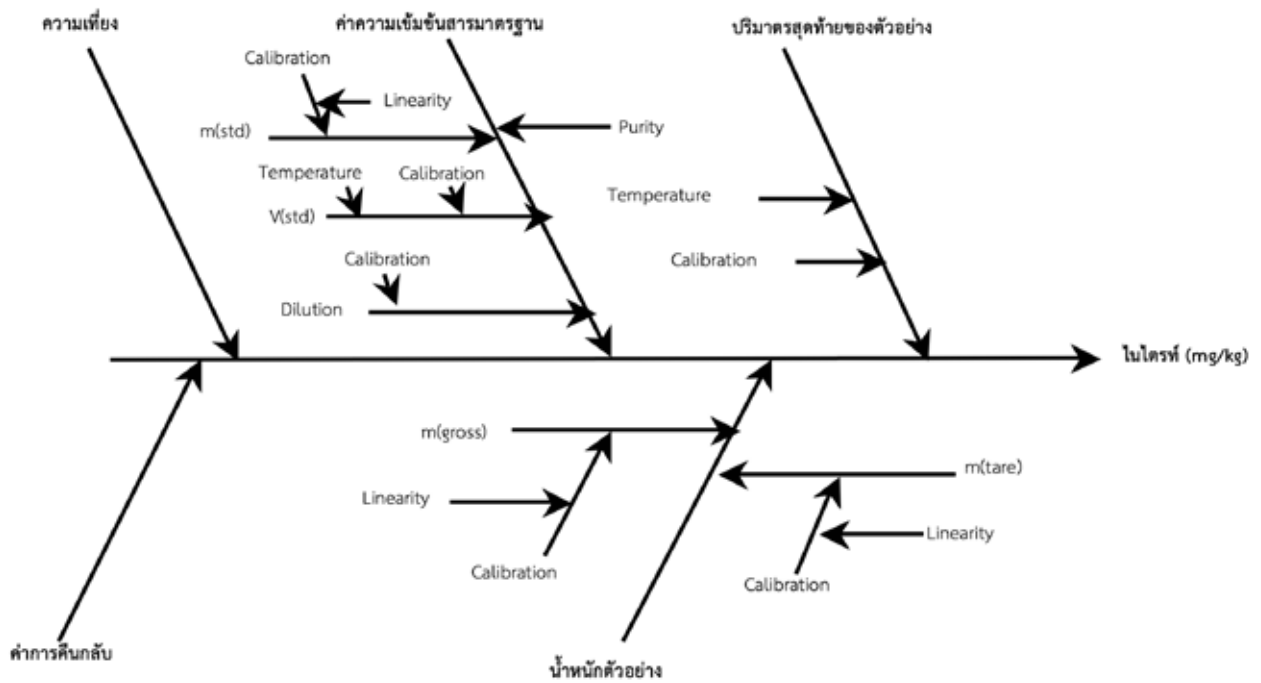 ความเที่ยง
ค่าความเข้มข้นสารมาตรฐาน
ปริมาตรสุดท้ายของตัวอย่าง
Calibration
Linearity
m(std)
Purity
Temperature
Calibration
V(std)
Temperature
Calibration
Calibration
Dilution
ไนไตรท์ (mg/kg)
m(gross)
m(tare)
Linearity
Linearity
Calibration
Calibration
ค่าการคืนกลับ
น้ำหนักตัวอย่าง